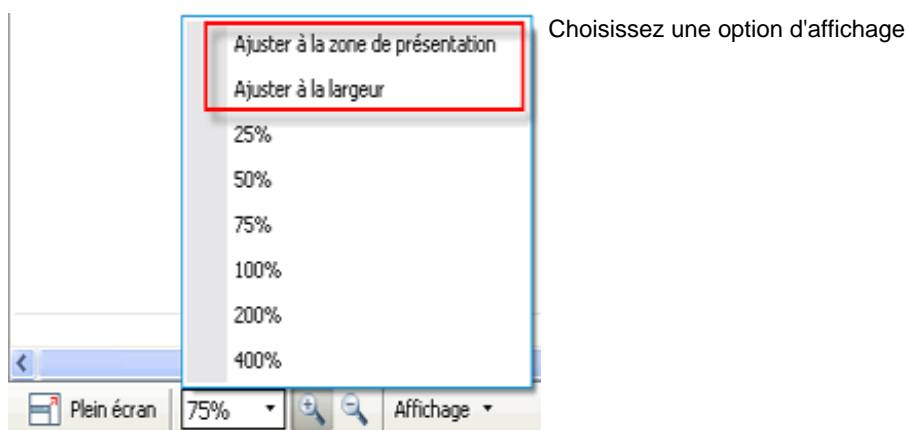 Ajuster à la zone de présentation
Ajuster à la largeur
25%
50%
75%
100%
200%
400%
Plein écran
75%
Affichage
Choisissez une option d'affichage